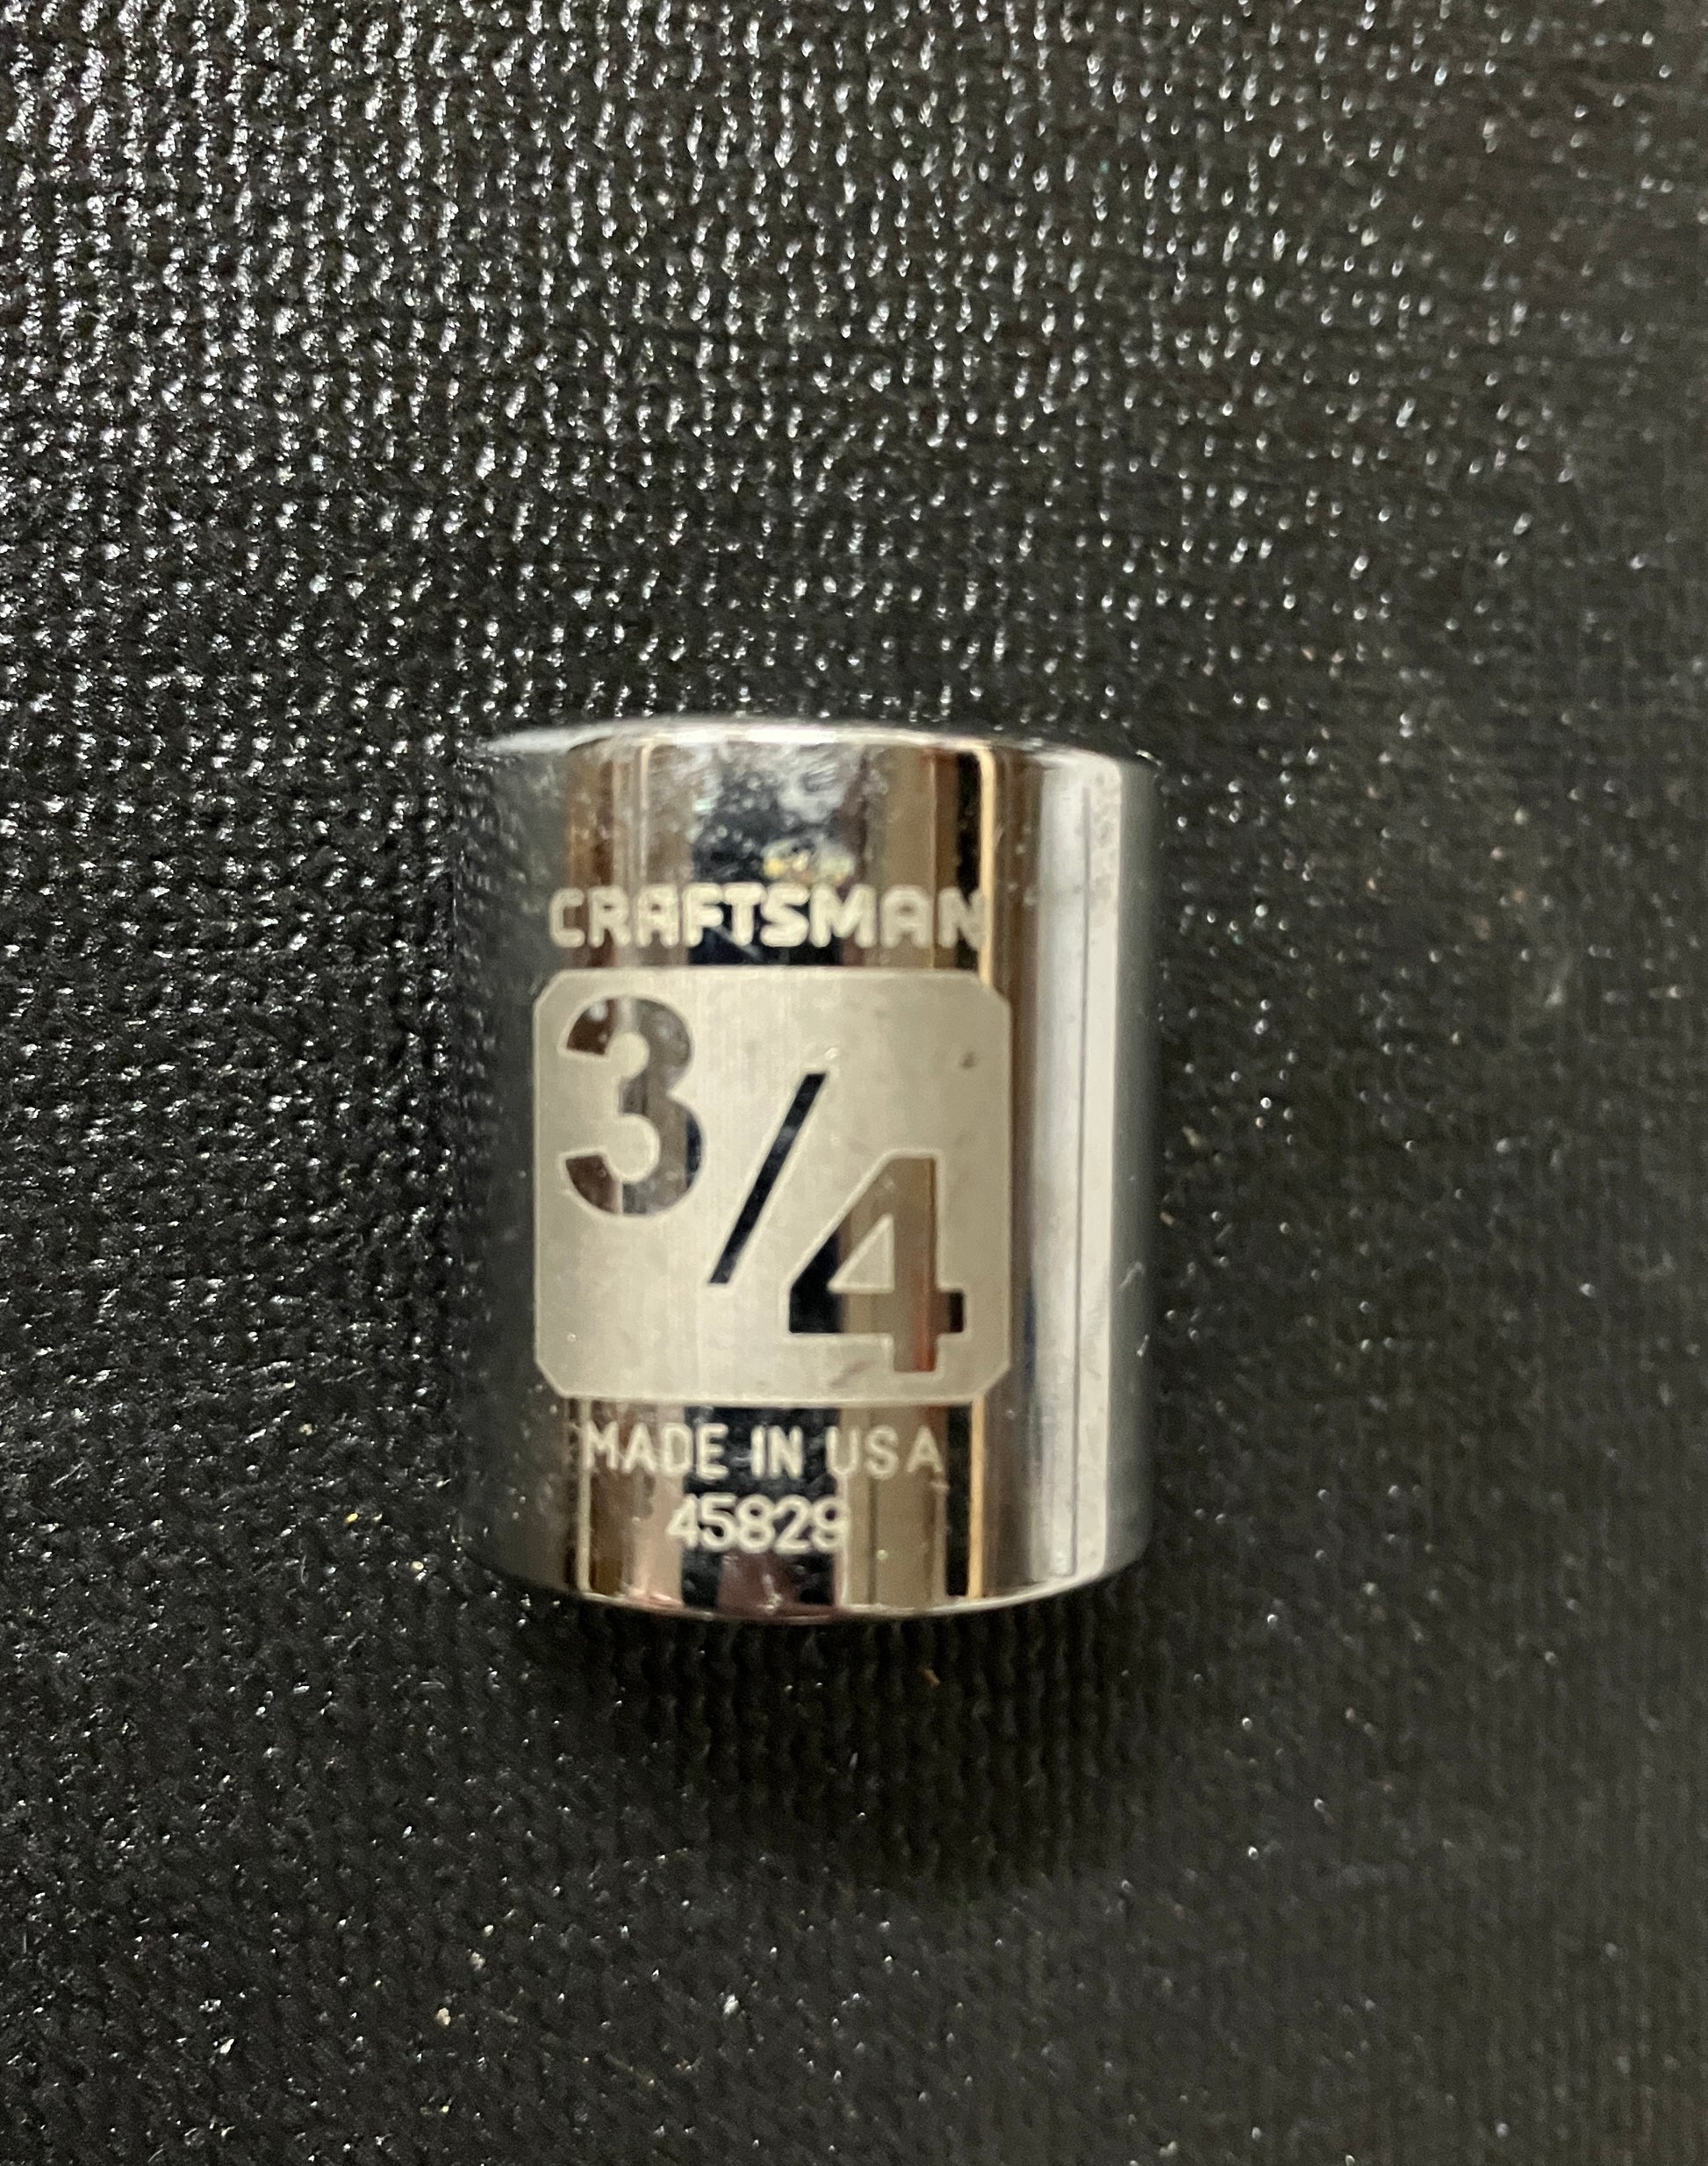 CRAFTSMAN
3/4
MADE IN USA
45829